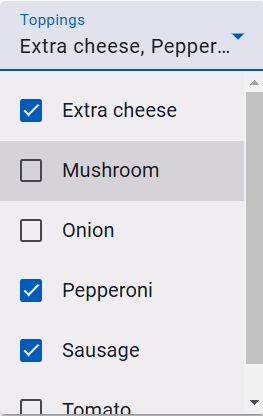 Toppings
Extra cheese, Pepper...
Extra cheese
Mushroom
Onion
Pepperoni
Sausage
Tomato